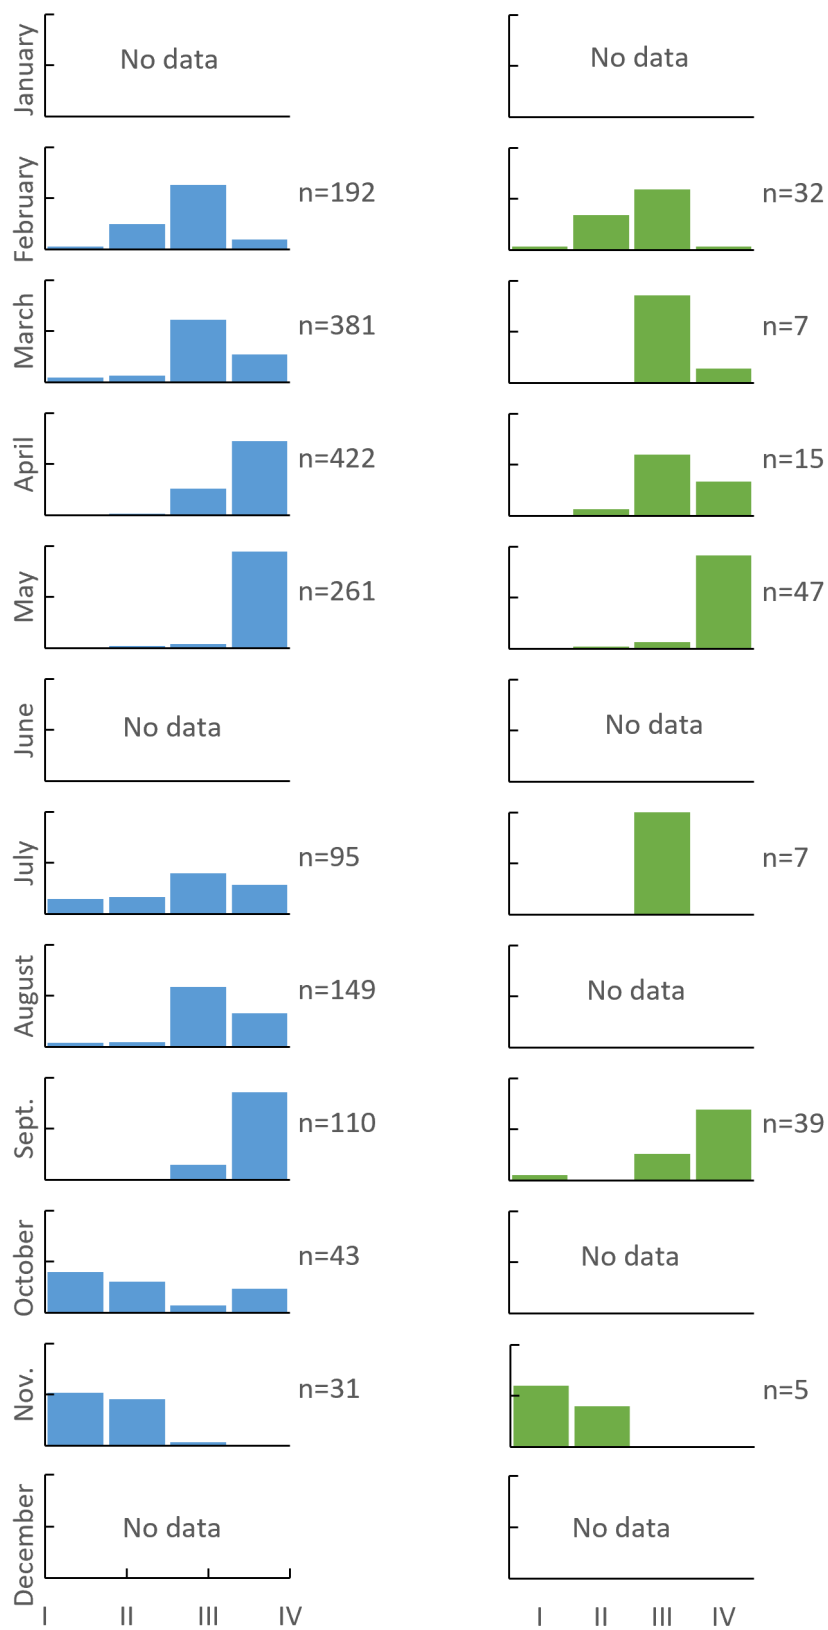 January
No data
No data
February
n=192
n=32
March
n=381
n=7
April
n=422
n=15
May
n=261
n=47
June
No data
No data
July
n=95
n=7
August
n=149
No data
Sept.
n=110
n=39
October
n=43
No data
Nov.
n=31
n=5
December
No data
No data
I II III IV
I II III IV